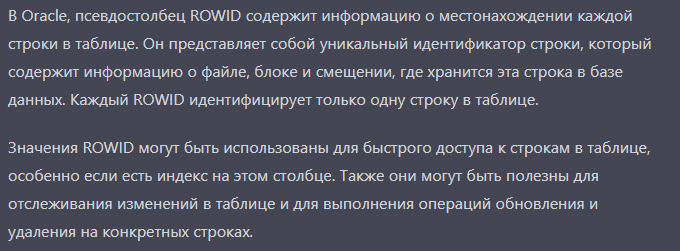 В Oracle, псевдостолбец ROWID содержит информацию о местонахождении каждой
строки в таблице. Он представляет собой уникальный идентификатор строки, который
содержит информацию о файле, блоке и смещении, где хранится эта строка в базе
данных. Каждый ROWID идентифицирует только одну строку в таблице.
Значения ROWID могут быть использованы для быстрого доступа к строкам в таблице,
особенно если есть индекс на этом столбце. Также они могут быть полезны для
отслеживания изменений в таблице и для выполнения операций обновления и
удаления на конкретных строках.